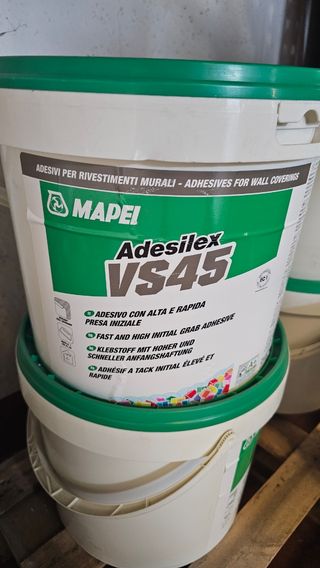 ADESIVI PER RIVESTIMENTI MURALI - ADHESIVES FOR WALL COVERINGS
MAPEI
Adesilex
VS45
ADESIVO CON ALTA E RAPIDA
PRESA INIZIALE
FAST AND HIGH INITIAL GRAB ADHESIVE
KLEBSTOFF MIT HOHER UND
SCHNELLER ANFANGSHAFTUNG
ADHÉSIF A TACK INITIAL ÉLEVÉ ET
RAPIDE